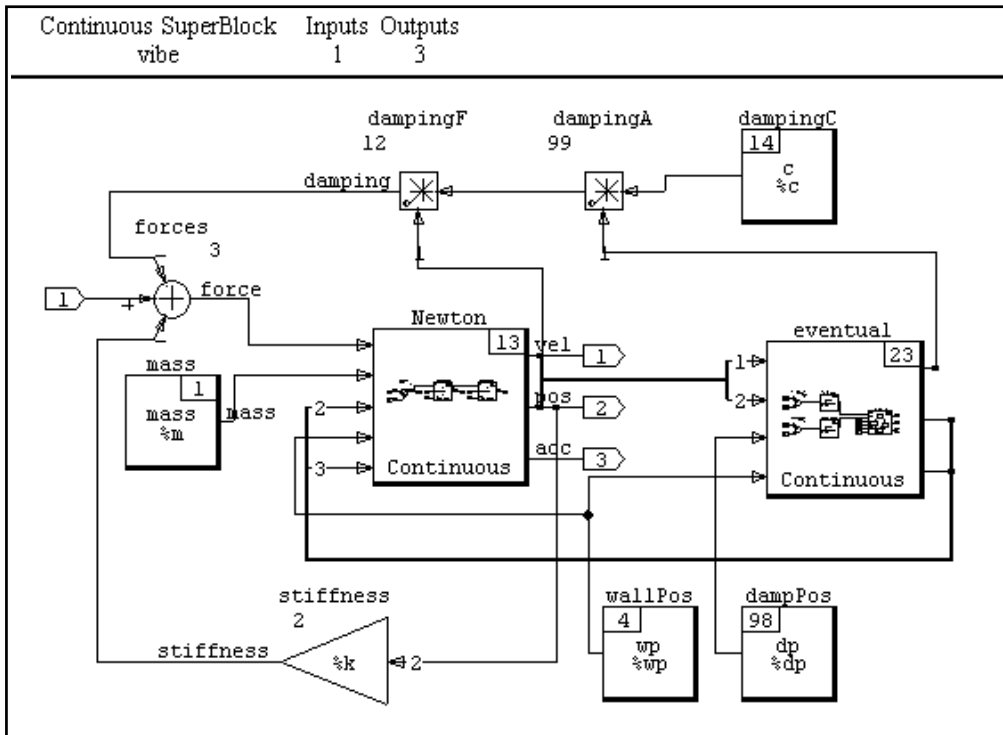 Continuous SuperBlock Inputs Outputs
vibe 1 3
dampingF dampingA dampingC
12 99 14
c
%c
damping
1 1
forces
3
1 + force
- -
Newton eventual
13 23
vel 1
mass
1
mass
%m
mass
2
3
pos 2
acc 3
Continuous
1
2
Continuous
stiffness
2
%k
stiffness
2
wallPos dampPos
4 98
wp dp
%wp %dp